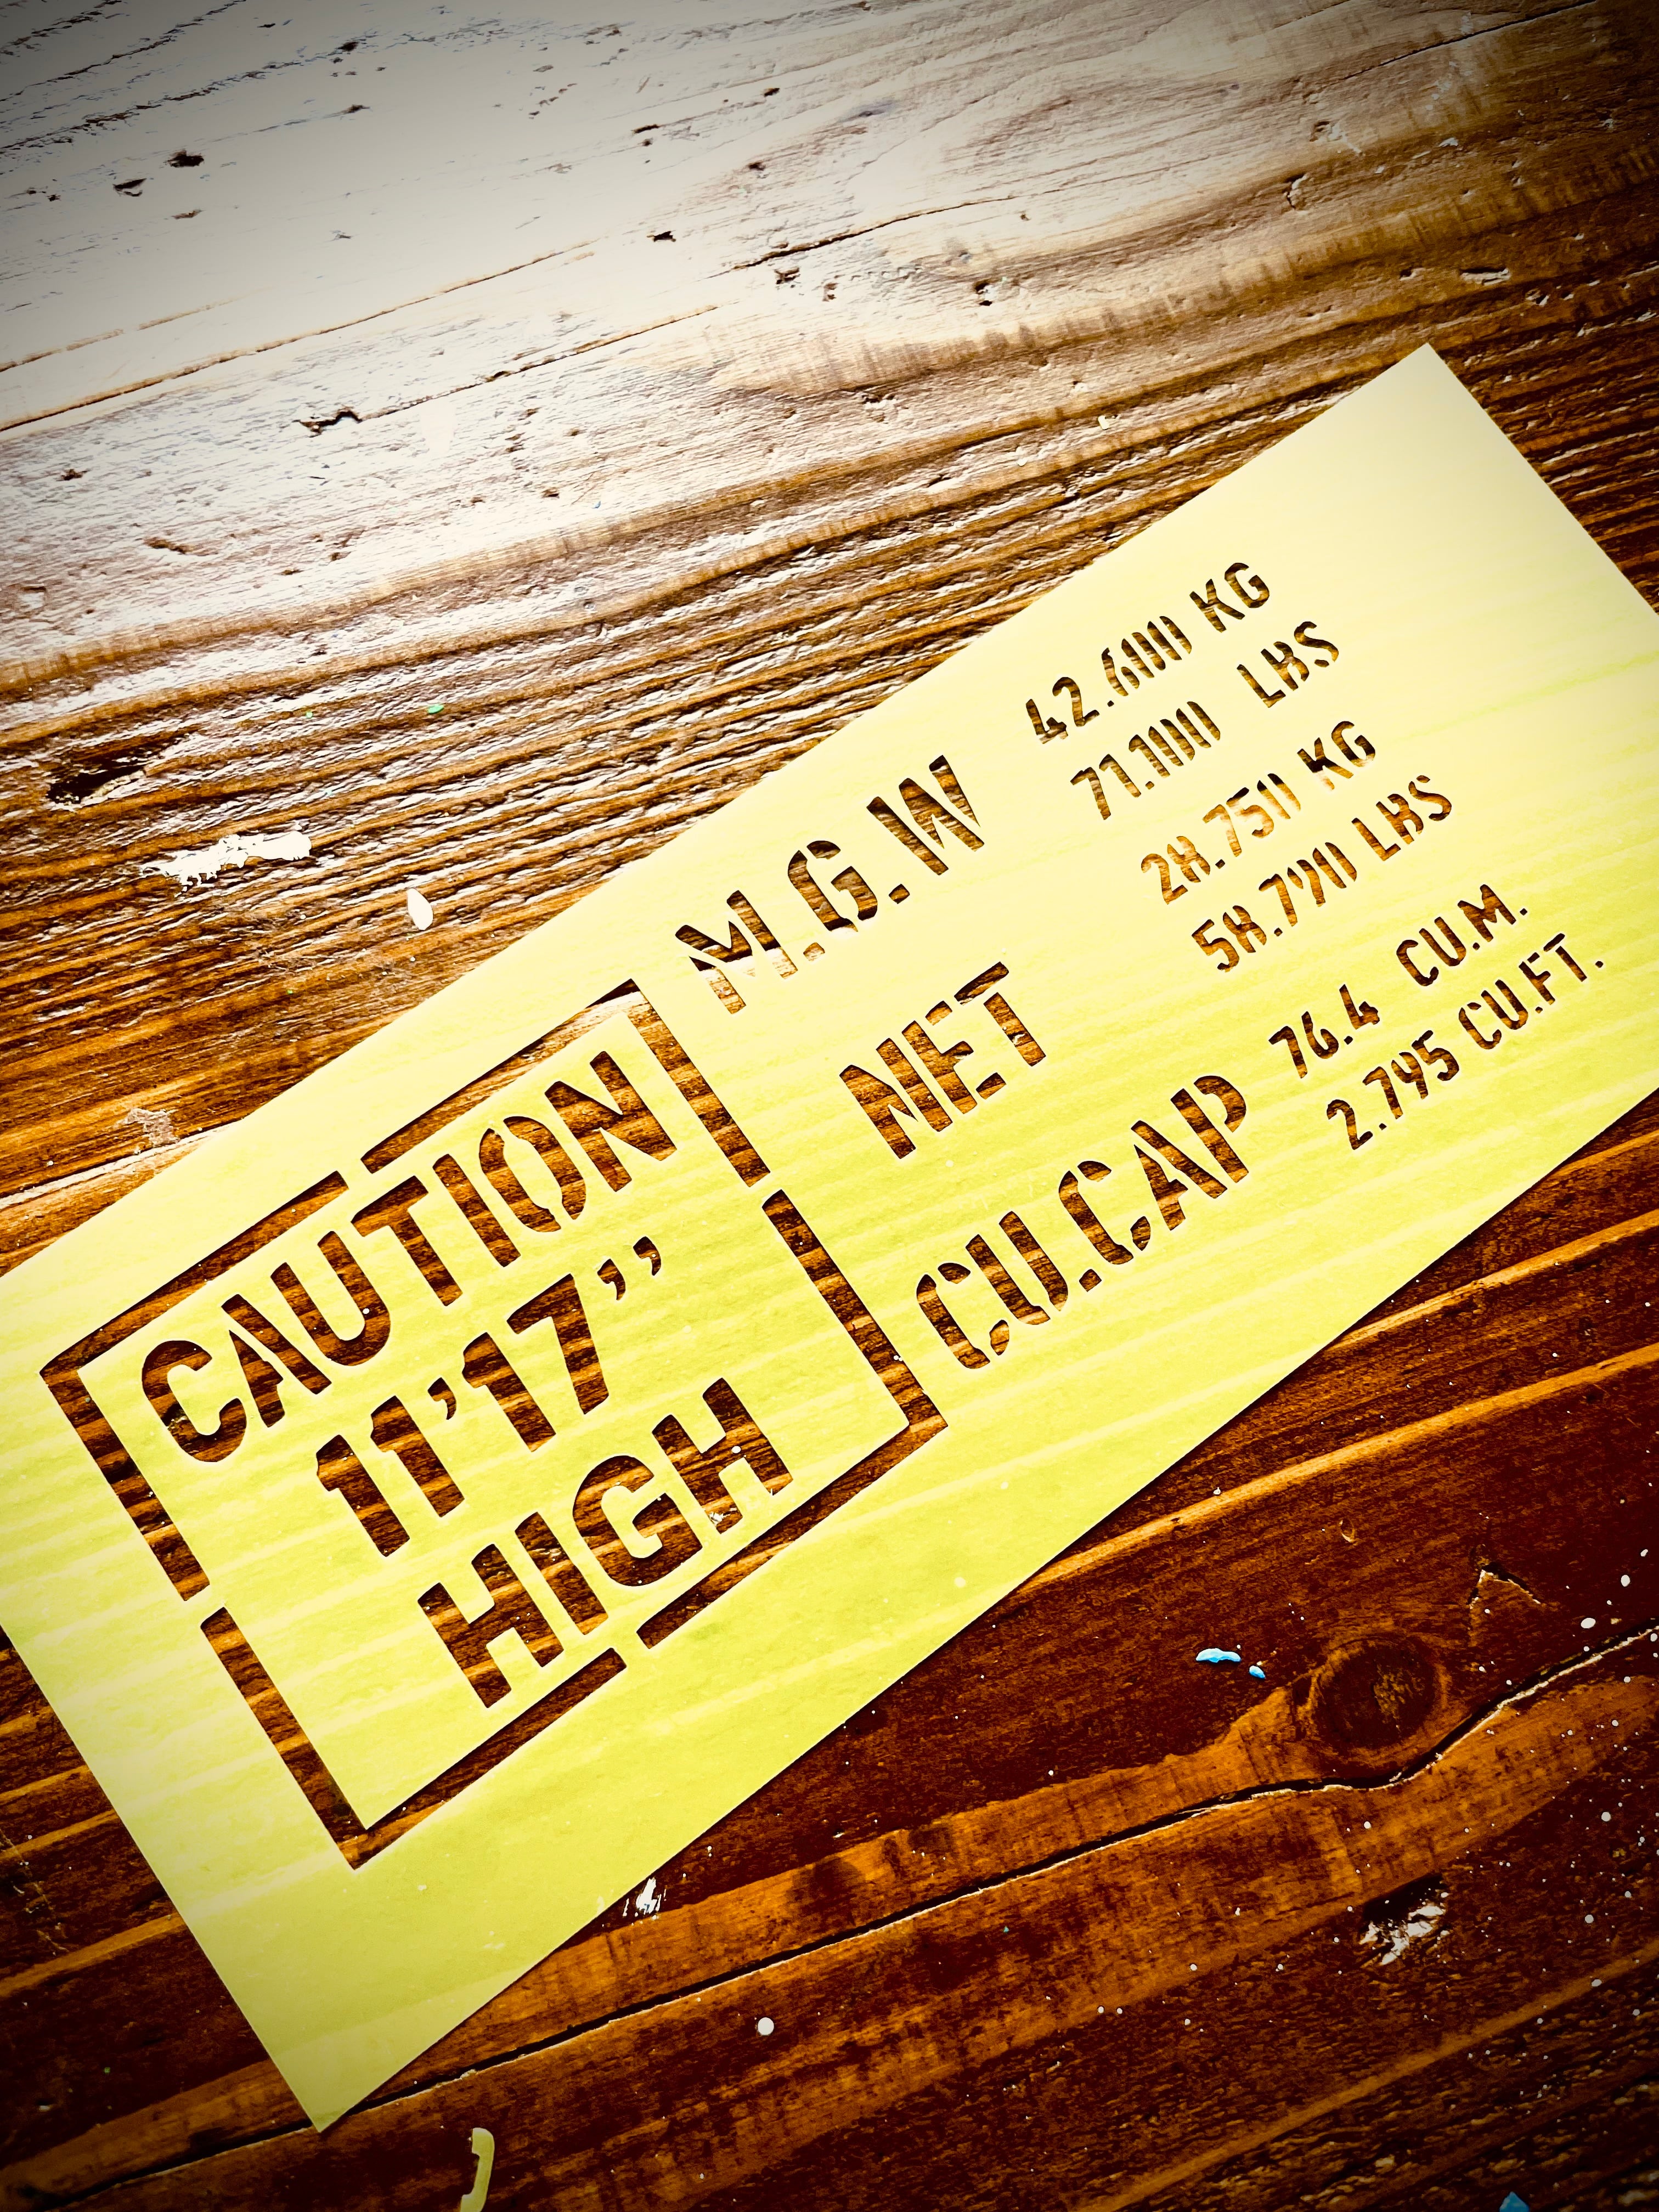 CAUTION
11'17”
HIGH
M.G.W
42.600 KG
71.100 LBS
NET
28.750 KG
58.790 LBS
CU.CAP
76.4 CU.M.
2.795 CU.FT.